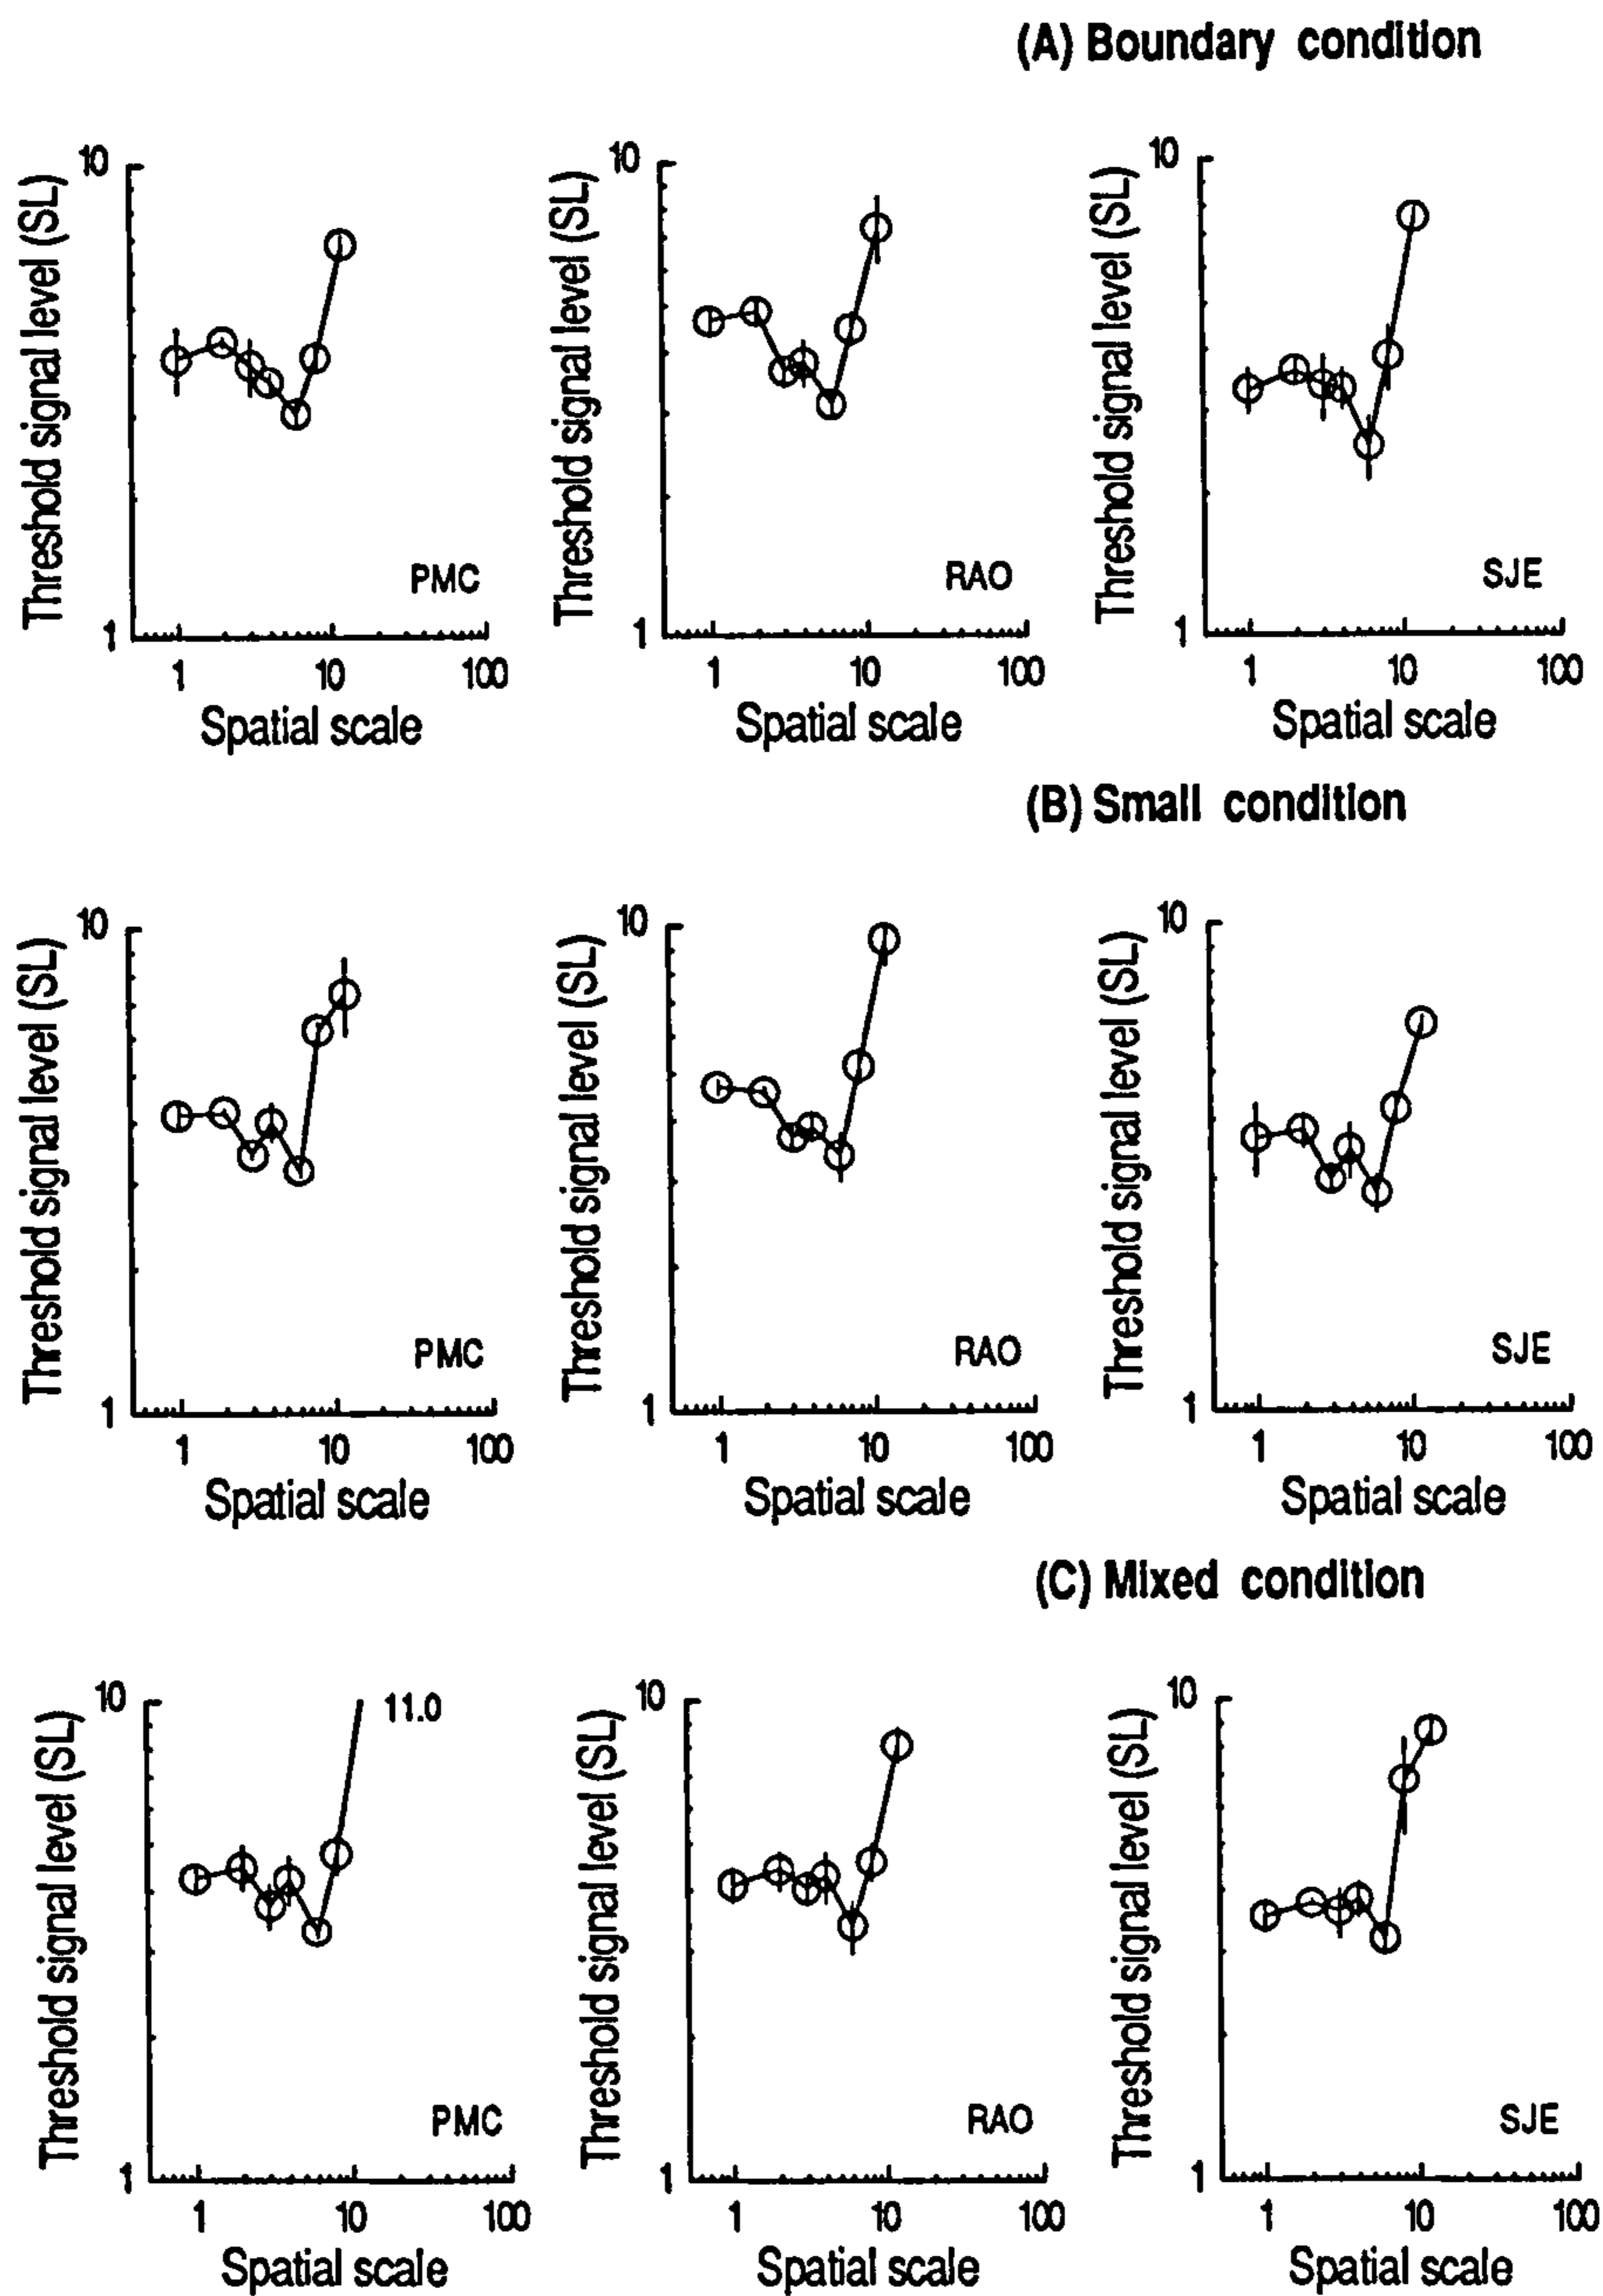 (A) Boundary condition
10
Threshold signal level (SL)
1
PMC
1 10 100
Spatial scale
10
Threshold signal level (SL)
1
RAO
1 10 100
Spatial scale
10
Threshold signal level (SL)
1
SJE
1 10 100
Spatial scale
(B) Small condition
10
Threshold signal level (SL)
1
PMC
1 10 100
Spatial scale
10
Threshold signal level (SL)
1
RAO
1 10 100
Spatial scale
10
Threshold signal level (SL)
1
SJE
1 10 100
Spatial scale
(C) Mixed condition
10
11.0
Threshold signal level (SL)
1
PMC
1 10 100
Spatial scale
10
Threshold signal level (SL)
1
RAO
1 10 100
Spatial scale
10
Threshold signal level (SL)
1
SJE
1 10 100
Spatial scale